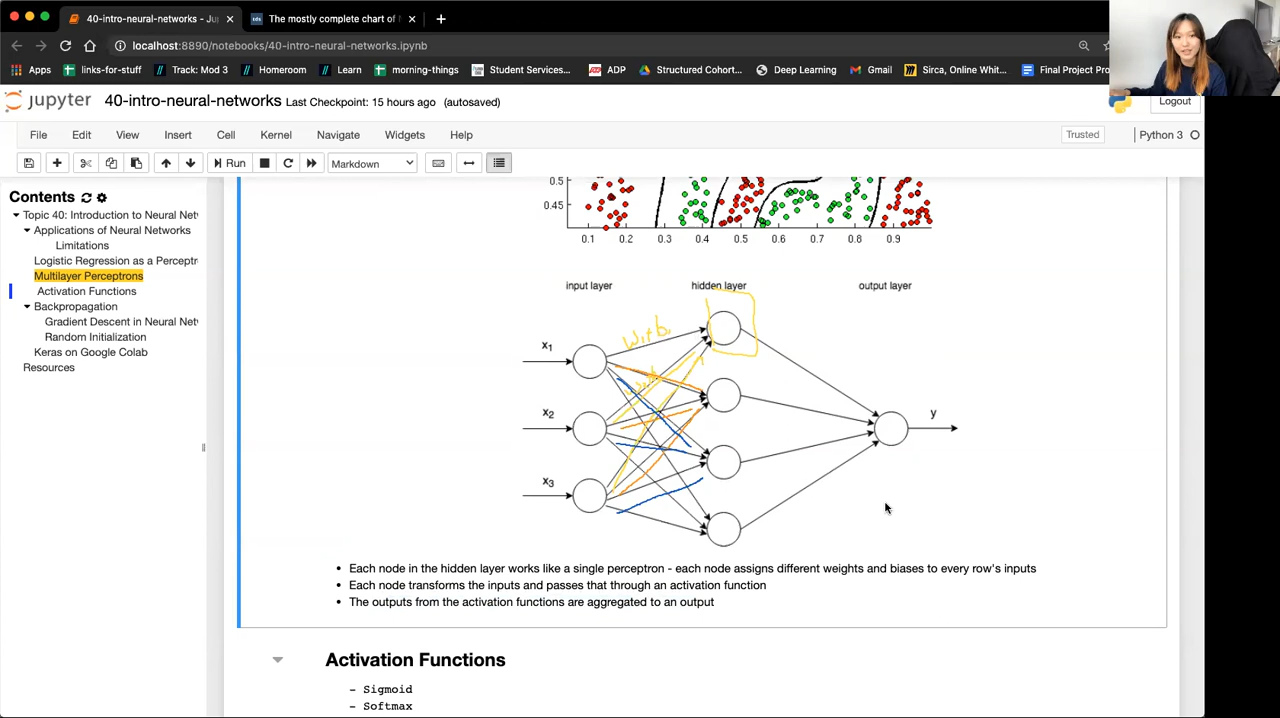 40-intro-neural-networks - Ju
The mostly complete chart of
localhost:8890/notebooks/40-intro-neural-networks.ipynb
Apps links-for-stuff Track: Mod 3 Homeroom Learn morning-things Student Services... ADP Structured Cohort... Deep Learning Gmail Sirca, Online Whit... Final Project Pro
jupyter 40-intro-neural-networks Last Checkpoint: 15 hours ago (autosaved)
Logout
File Edit View Insert Cell Kernel Navigate Widgets Help
Trusted Python 3
Run Markdown
Contents
Topic 40: Introduction to Neural Net
Applications of Neural Networks
Limitations
Logistic Regression as a Perceptr
Multilayer Perceptrons
Activation Functions
Backpropagation
Gradient Descent in Neural Net
Random Initialization
Keras on Google Colab
Resources
0.5
0.45
0.1 0.2 0.3 0.4 0.5 0.6 0.7 0.8 0.9
input layer hidden layer output layer
W1+b1
x1
x2
y
x3
• Each node in the hidden layer works like a single perceptron - each node assigns different weights and biases to every row's inputs
• Each node transforms the inputs and passes that through an activation function
• The outputs from the activation functions are aggregated to an output
Activation Functions
- Sigmoid
- Softmax